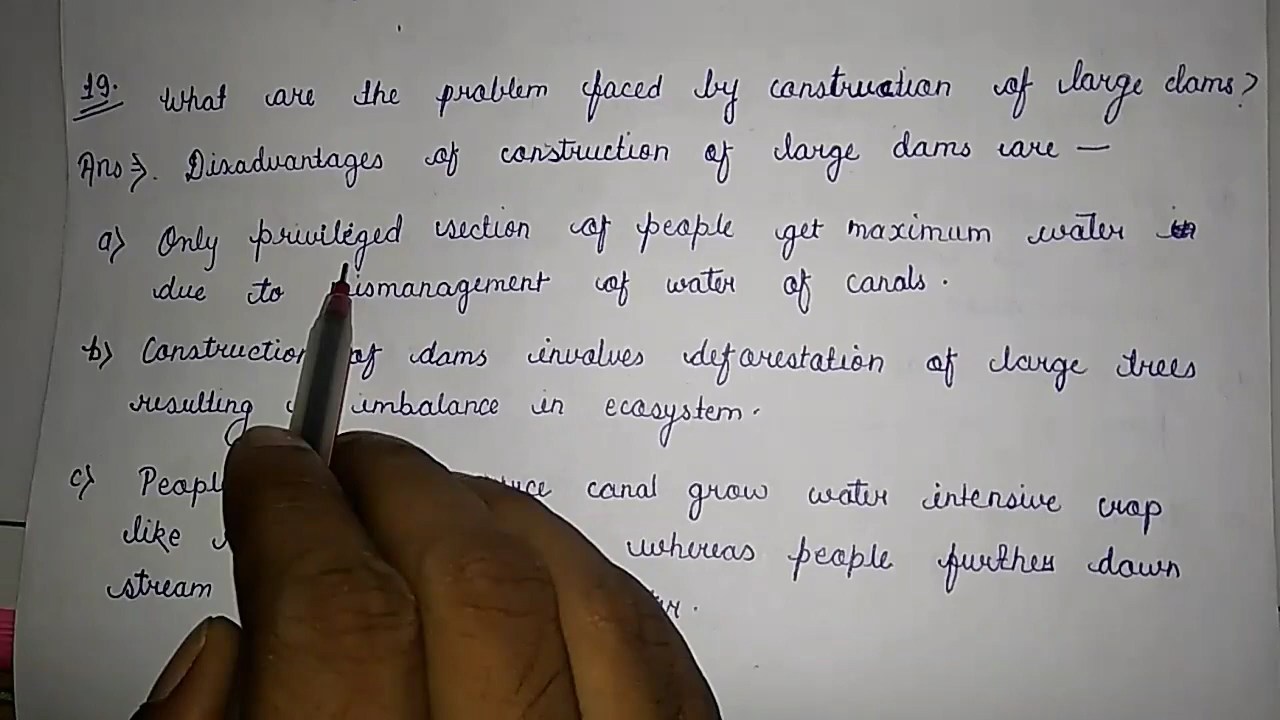 19. What are the problem faced by construction of large dams?
Ans ⇒. Disadvantages of construction of large dams are —
a) Only privileged section of people get maximum water
due to mismanagement of water of canals.
b) Construction of dams involves deforestation of large trees
resulting imbalance in ecosystem.
c) People canal grow water intensive crop
like whereas people further down
stream